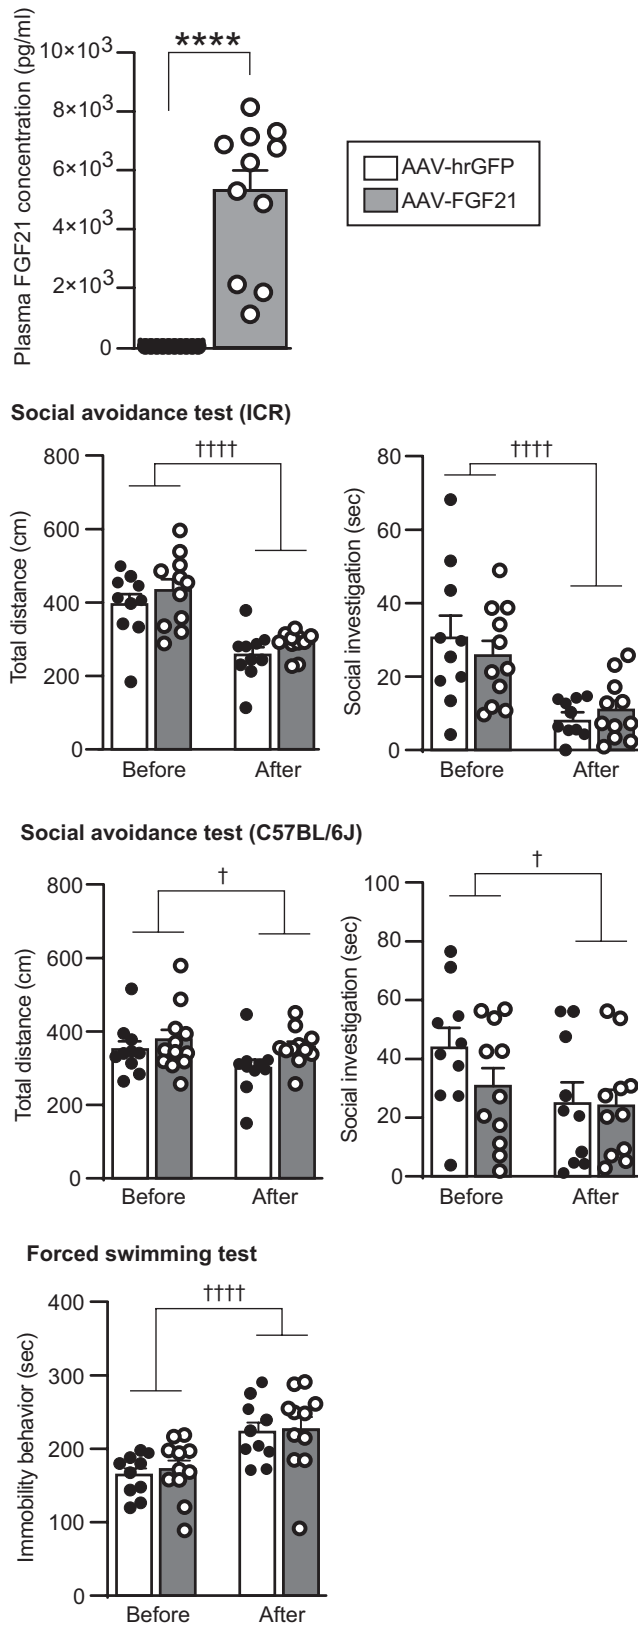 Plasma FGF21 concentration (pg/ml)
10×10³
8×10³
6×10³
4×10³
2×10³
0
****
AAV-hrGFP
AAV-FGF21
Social avoidance test (ICR)
Total distance (cm)
800
600
400
200
0
††††
Before
After
Social investigation (sec)
80
60
40
20
0
††††
Before
After
Social avoidance test (C57BL/6J)
Total distance (cm)
800
600
400
200
0
†
Before
After
Social investigation (sec)
100
80
60
40
20
0
†
Before
After
Forced swimming test
Immobility behavior (sec)
400
300
200
100
0
††††
Before
After